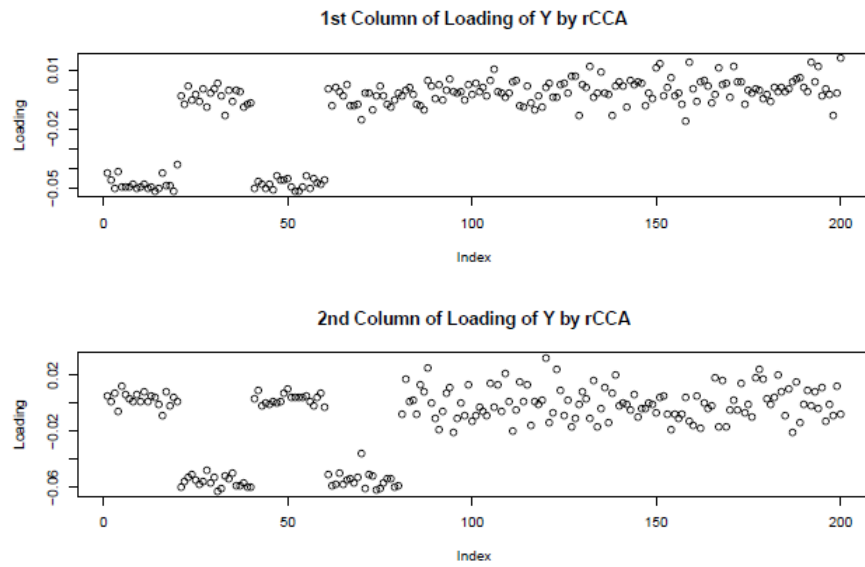 1st Column of Loading of Y by rCCA
Loading
0.01
-0.02
-0.05
0
50
100
150
200
Index
2nd Column of Loading of Y by rCCA
Loading
0.02
-0.02
-0.06
0
50
100
150
200
Index